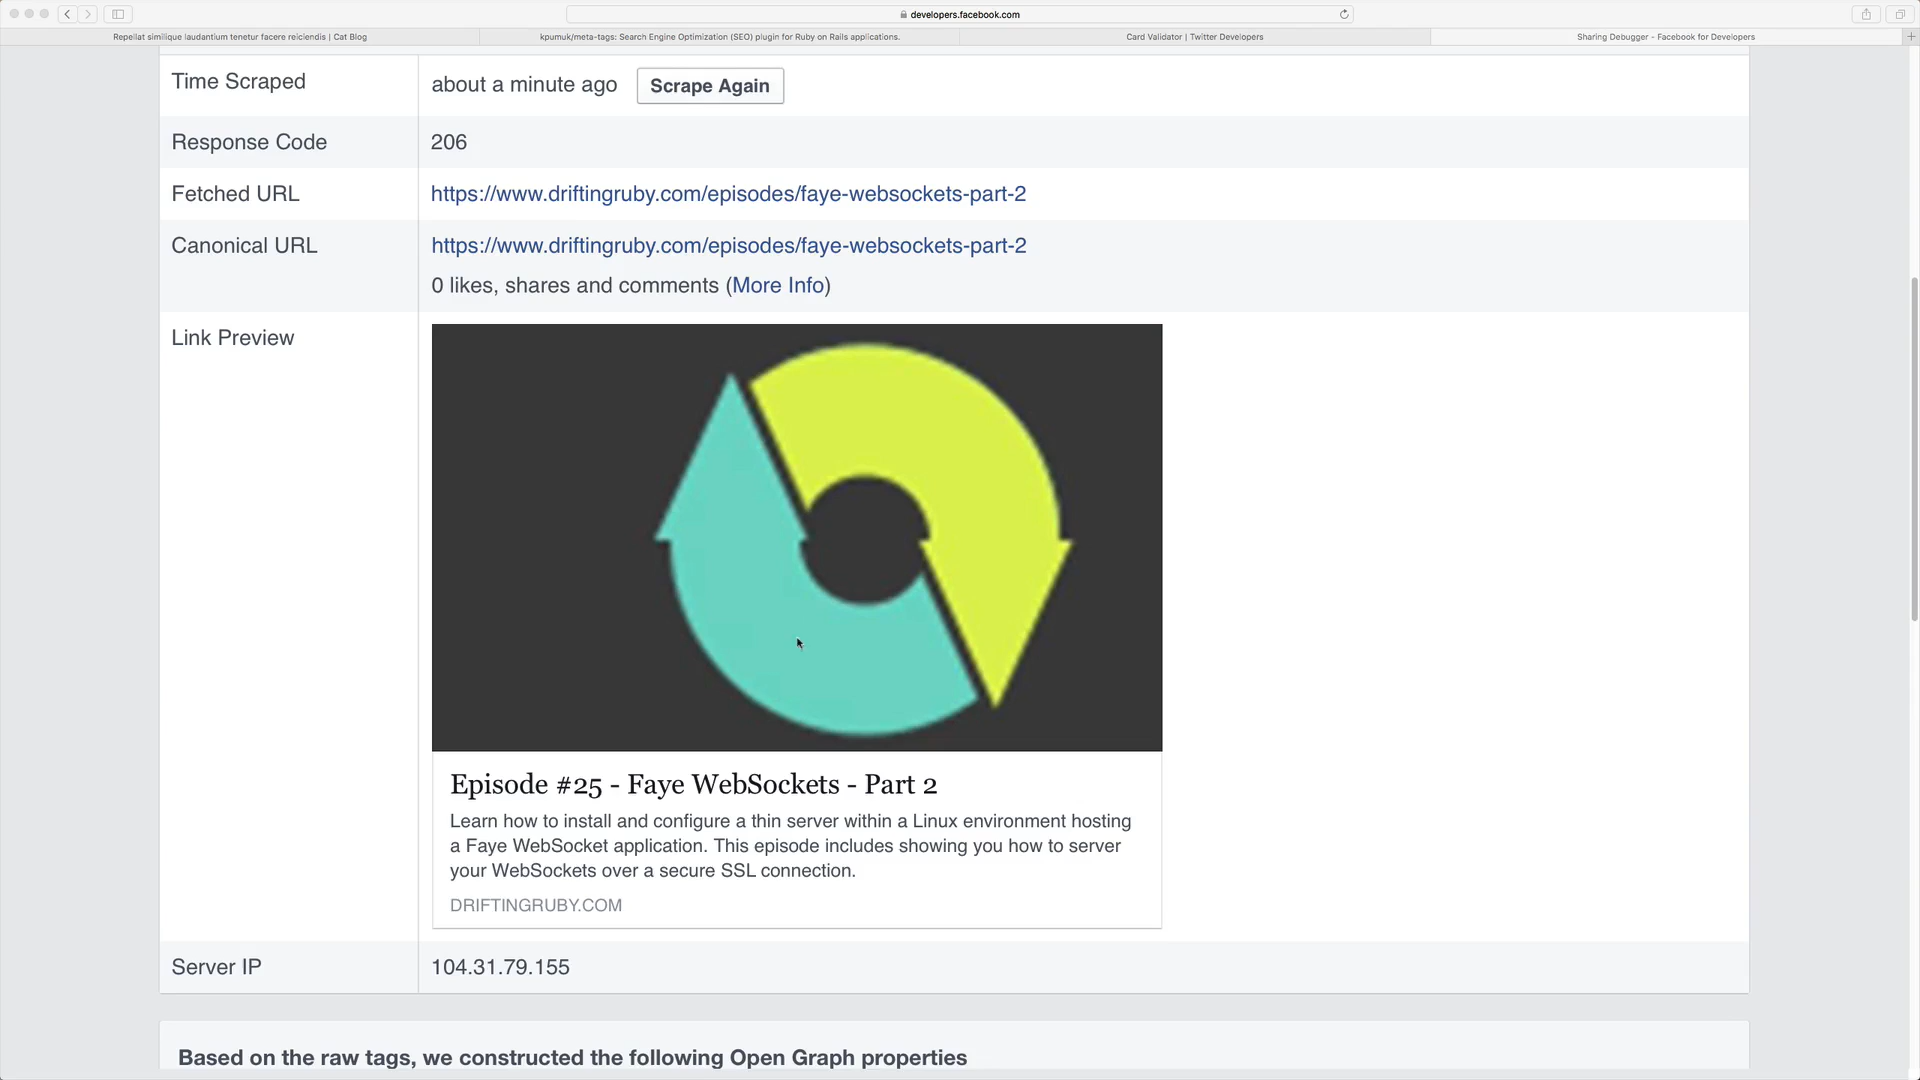 developers.facebook.com
Repellat similique laudantium tenetur facere reiciendis | Cat Blog
kpumuk/meta-tags: Search Engine Optimization (SEO) plugin for Ruby on Rails applications.
Card Validator | Twitter Developers
Sharing Debugger - Facebook for Developers
Time Scraped
about a minute ago
Scrape Again
Response Code
206
Fetched URL
https://www.driftingruby.com/episodes/faye-websockets-part-2
Canonical URL
https://www.driftingruby.com/episodes/faye-websockets-part-2
0 likes, shares and comments (More Info)
Link Preview
Episode #25 - Faye WebSockets - Part 2
Learn how to install and configure a thin server within a Linux environment hosting
a Faye WebSocket application. This episode includes showing you how to server
your WebSockets over a secure SSL connection.
DRIFTINGRUBY.COM
Server IP
104.31.79.155
Based on the raw tags, we constructed the following Open Graph properties